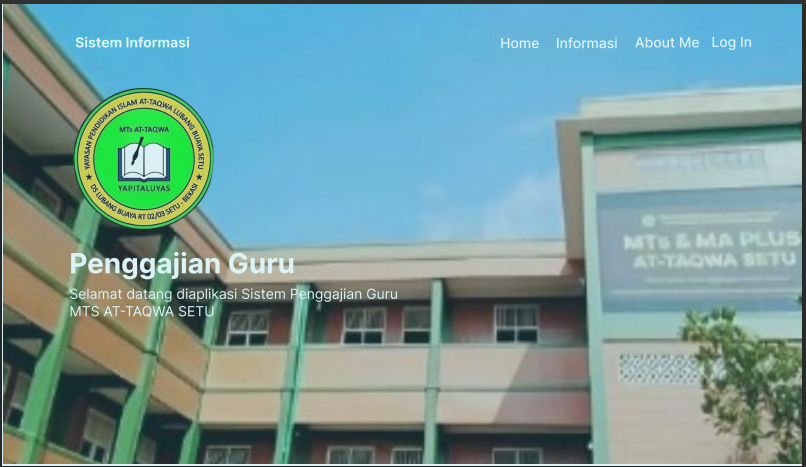 Sistem Informasi
Home Informasi About Me Log In
YAYASAN PENDIDIKAN ISLAM AT-TAQWA LUBANG BUAYA SETU
MTs AT-TAQWA
YAPITALUYAS
DS LUBANG BUAYA RT 02/03 SETU - BEKASI
MTs & MA PLUS
AT-TAQWA SETU
Penggajian Guru
Selamat datang diaplikasi Sistem Penggajian Guru
MTS AT-TAQWA SETU